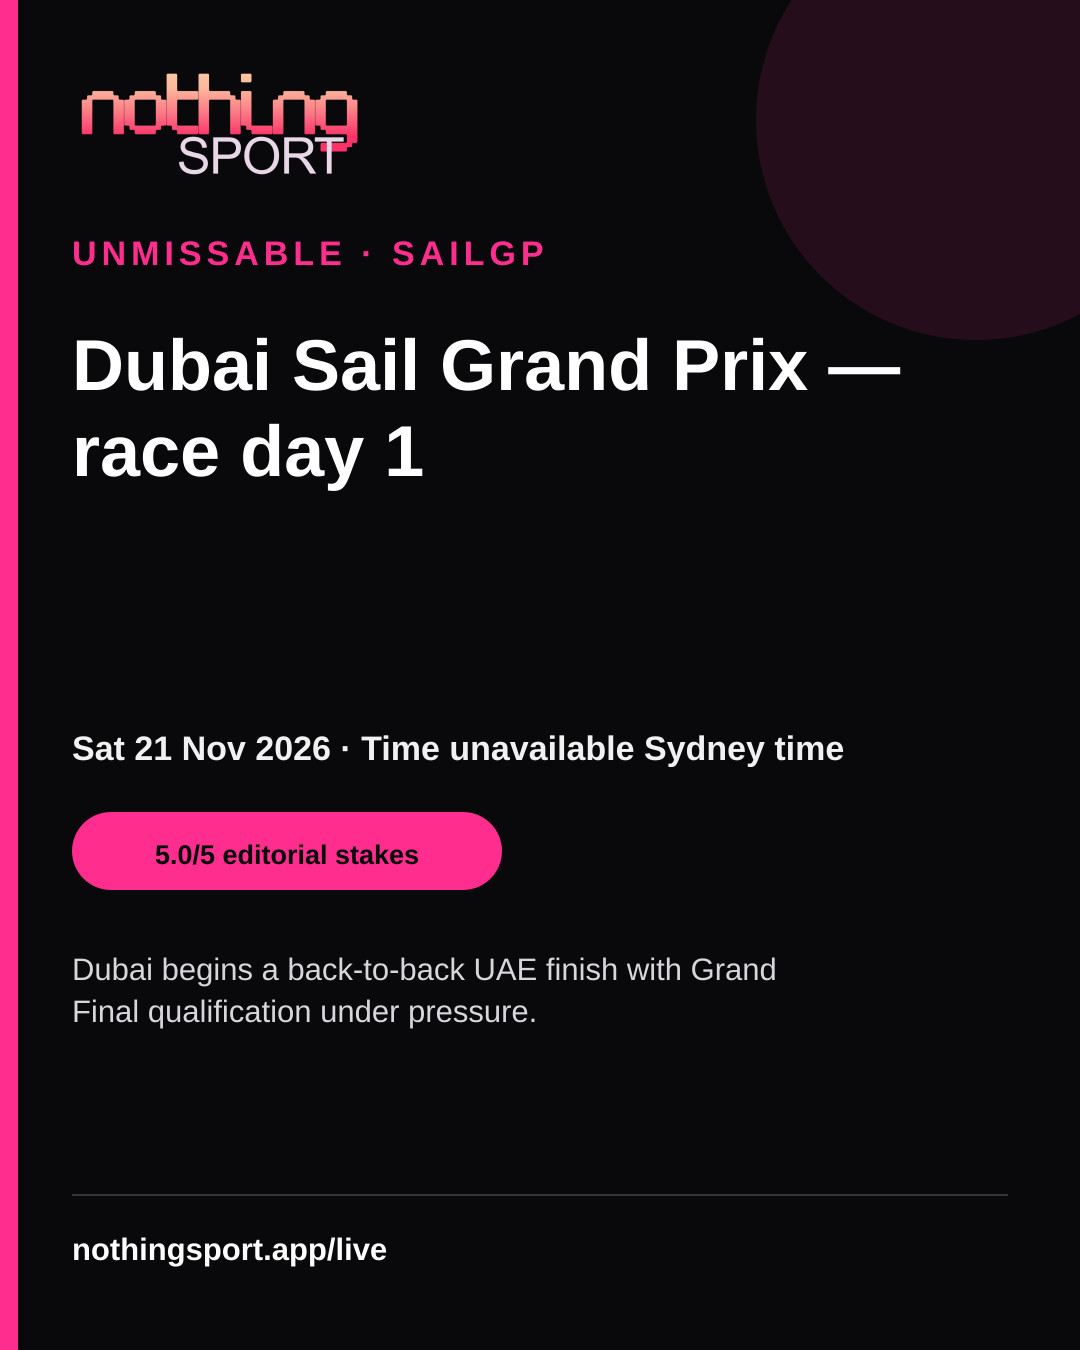 nothing
SPORT
UNMISSABLE · SAILGP
Dubai Sail Grand Prix —
race day 1
Sat 21 Nov 2026 · Time unavailable Sydney time
5.0/5 editorial stakes
Dubai begins a back-to-back UAE finish with Grand
Final qualification under pressure.
nothingsport.app/live